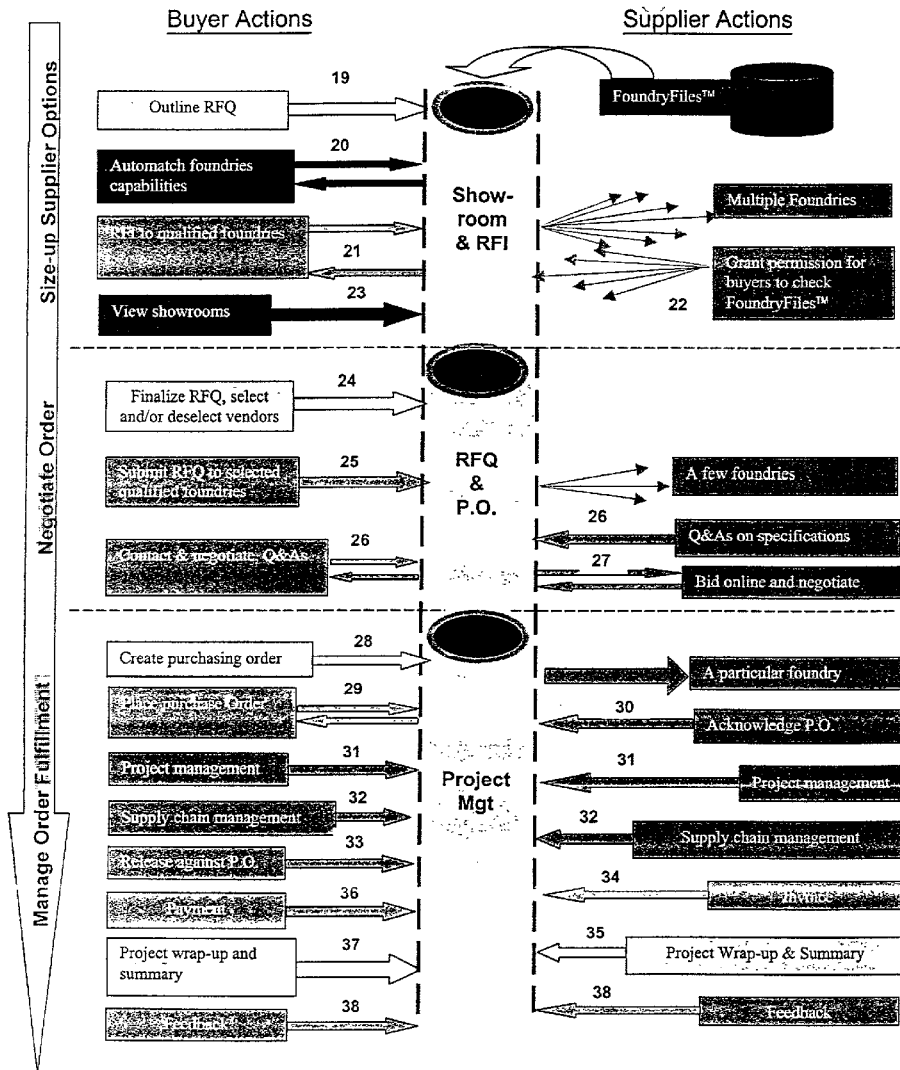 Buyer Actions
Supplier Actions
Size-up Supplier Options
Negotiate Order
Manage Order Fulfillment
19
Outline RFQ
FoundryFiles™
20
Automatch foundries
capabilities
Show-
room
& RFI
Multiple Foundries
RFI to qualified foundries
21
Grant permission for
buyers to check
FoundryFiles™
22
23
View showrooms
24
Finalize RFQ, select
and/or deselect vendors
RFQ
&
P.O.
25
Submit RFQ to selected
qualified foundries
A few foundries
26
Q&As on specifications
26
Contact & negotiate, Q&As
27
Bid online and negotiate
28
Create purchasing order
A particular foundry
29
Place purchase Order
30
Acknowledge P.O.
31
Project management
Project
Mgt
31
Project management
32
Supply chain management
32
Supply chain management
33
Release against P.O.
34
Invoice
36
Payment
35
Project Wrap-up & Summary
37
Project wrap-up and
summary
38
Feedback
38
Feedback